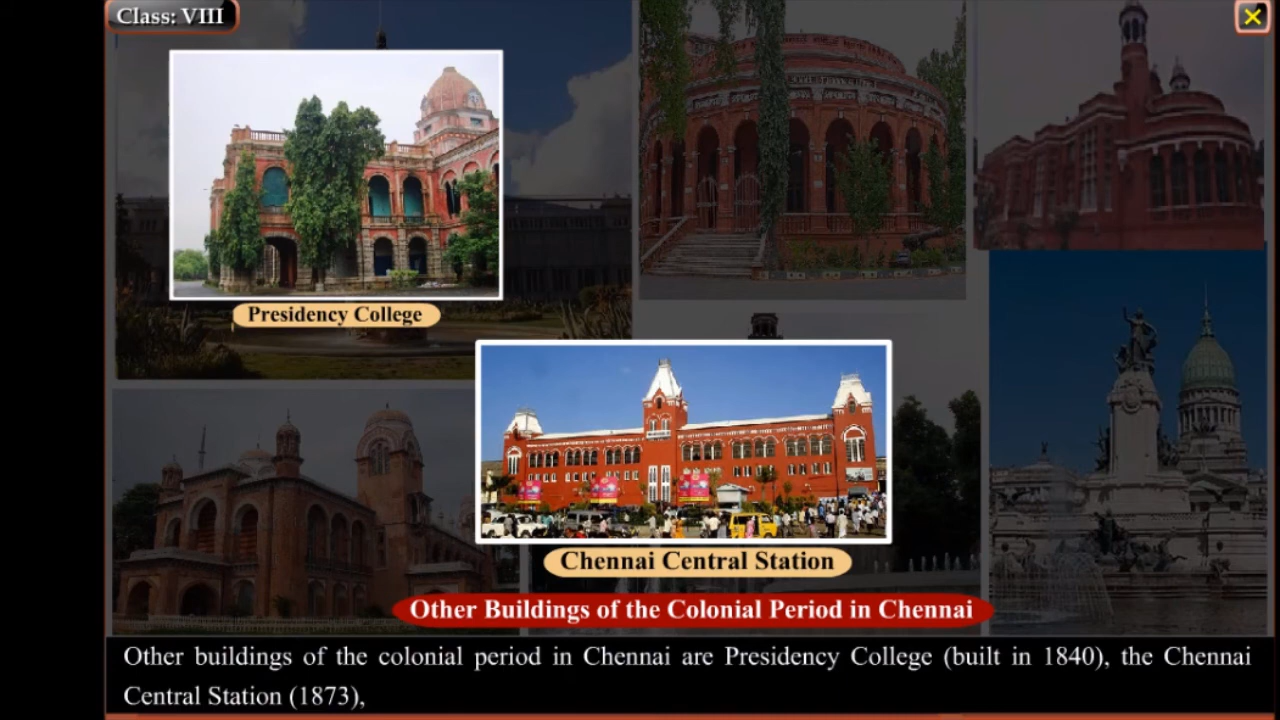 Class: VIII
Presidency College
Chennai Central Station
Other Buildings of the Colonial Period in Chennai
Other buildings of the colonial period in Chennai are Presidency College (built in 1840), the Chennai
Central Station (1873),